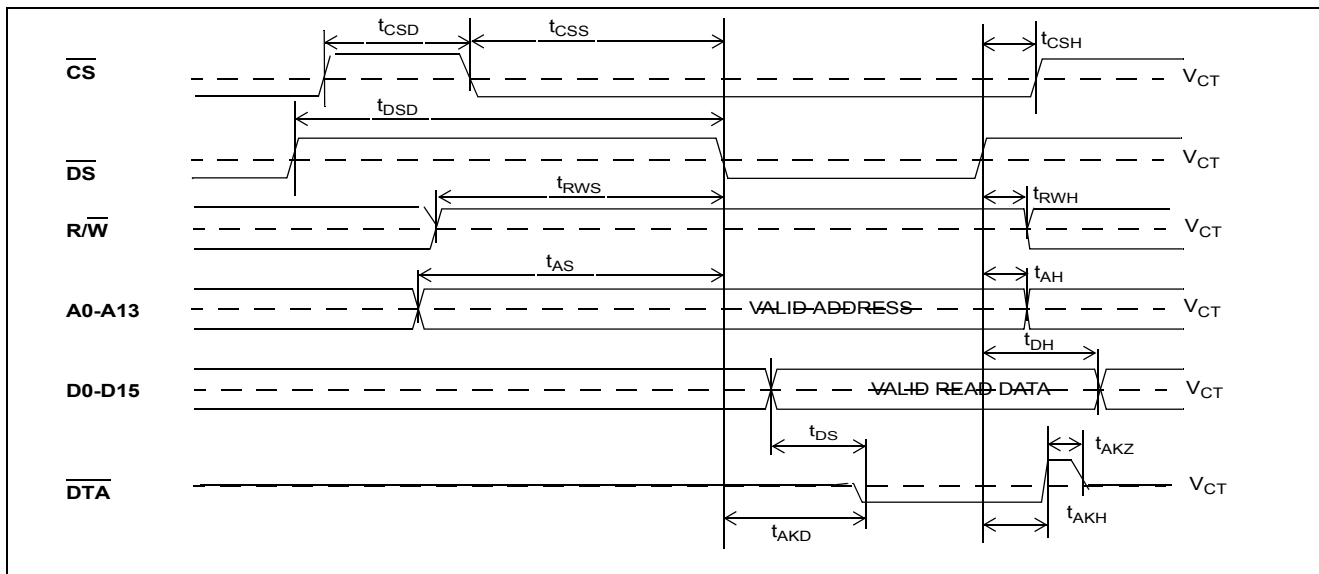 tCSD
tCSS
tCSH
CS
VCT
tDSD
DS
VCT
tRWS
tRWH
R/W
VCT
tAS
tAH
A0-A13
VALID ADDRESS
VCT
tDH
D0-D15
VALID READ DATA
VCT
tDS
tAKZ
DTA
VCT
tAKD
tAKH